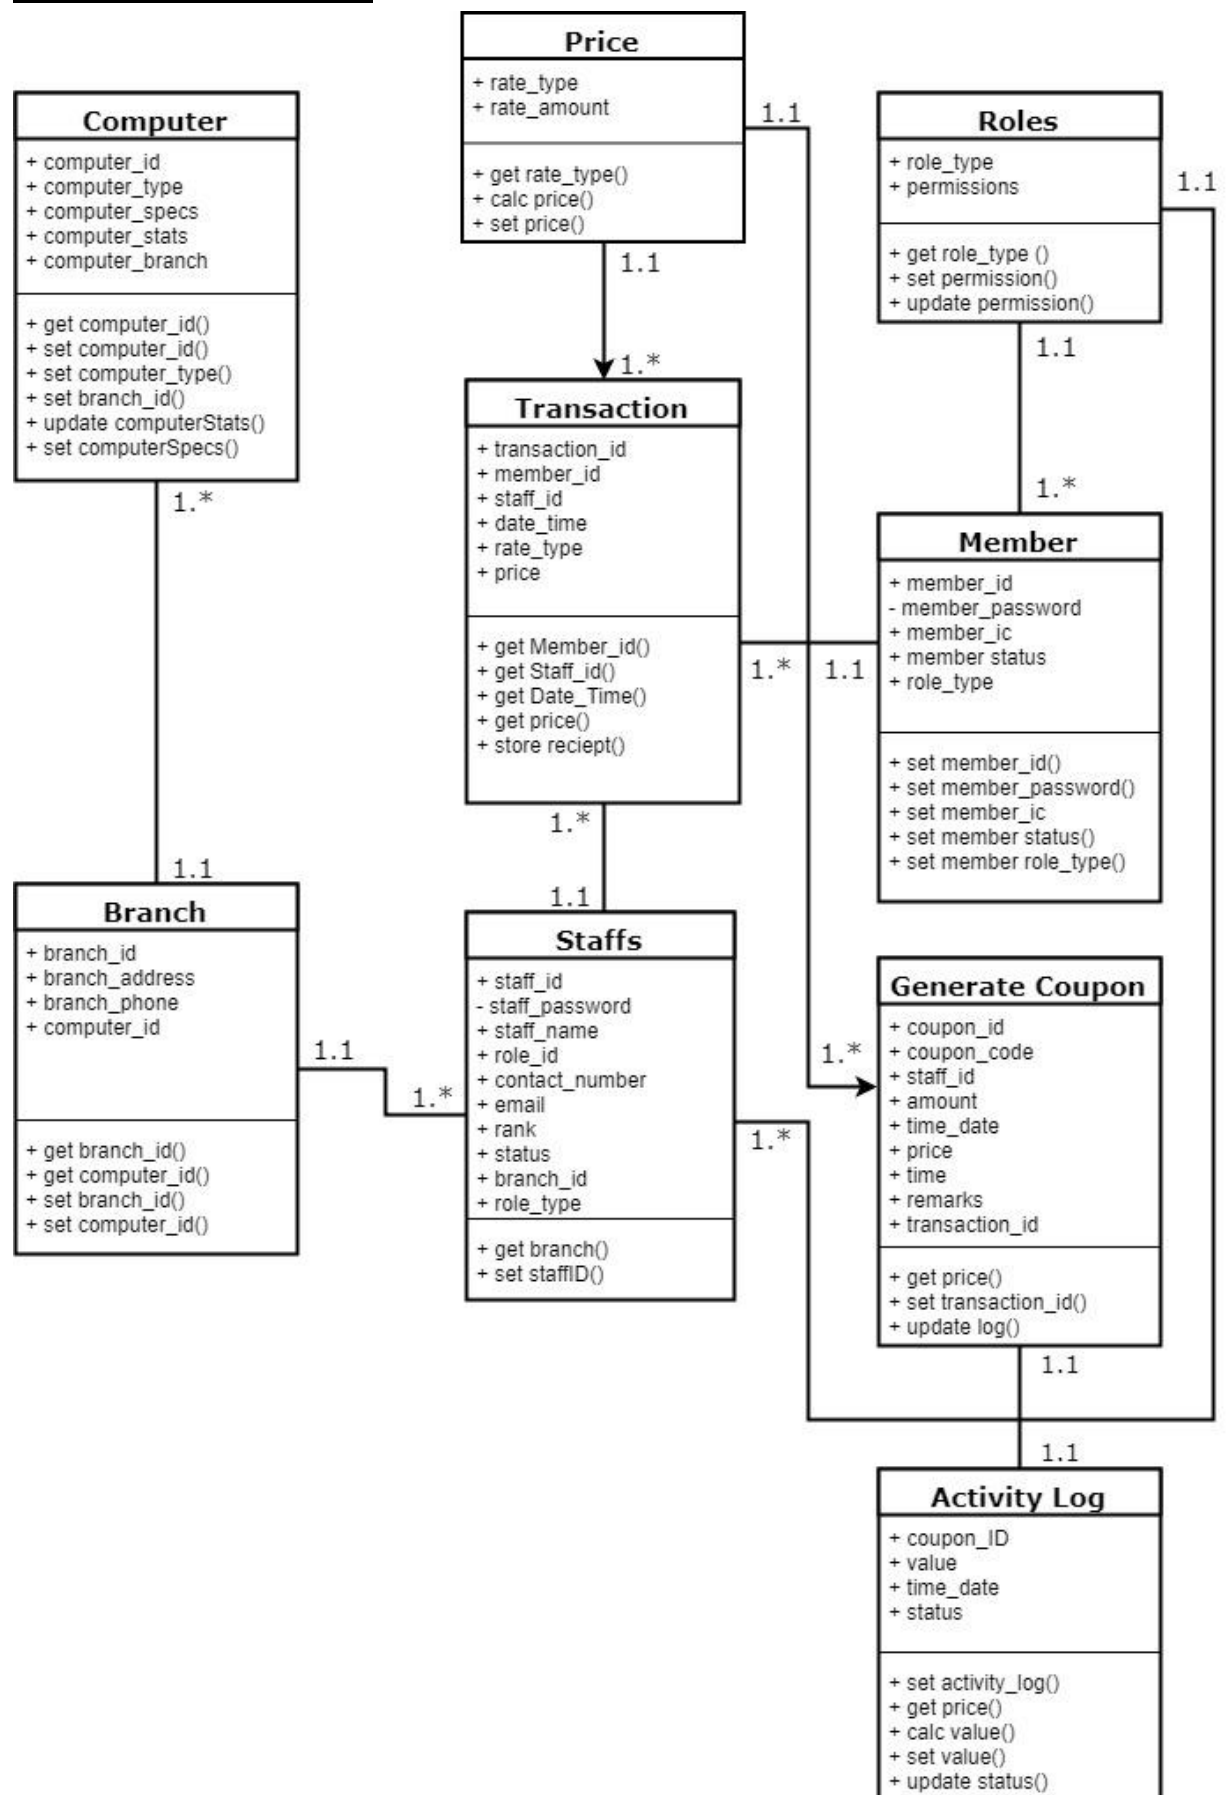 Price
+ rate_type
+ rate_amount
+ get rate_type()
+ calc price()
+ set price()
1.1
1.1
1.*
Computer
+ computer_id
+ computer_type
+ computer_specs
+ computer_stats
+ computer_branch
+ get computer_id()
+ set computer_id()
+ set computer_type()
+ set branch_id()
+ update computerStats()
+ set computerSpecs()
1.*
1.1
Roles
+ role_type
+ permissions
+ get role_type ()
+ set permission()
+ update permission()
1.1
1.1
1.*
Transaction
+ transaction_id
+ member_id
+ staff_id
+ date_time
+ rate_type
+ price
+ get Member_id()
+ get Staff_id()
+ get Date_Time()
+ get price()
+ store reciept()
1.*
1.1
1.*
1.1
Member
+ member_id
- member_password
+ member_ic
+ member status
+ role_type
+ set member_id()
+ set member_password()
+ set member_ic
+ set member status()
+ set member role_type()
Branch
+ branch_id
+ branch_address
+ branch_phone
+ computer_id
+ get branch_id()
+ get computer_id()
+ set branch_id()
+ set computer_id()
1.1
1.*
Staffs
+ staff_id
- staff_password
+ staff_name
+ role_id
+ contact_number
+ email
+ rank
+ status
+ branch_id
+ role_type
+ get branch()
+ set staffID()
1.*
1.*
Generate Coupon
+ coupon_id
+ coupon_code
+ staff_id
+ amount
+ time_date
+ price
+ time
+ remarks
+ transaction_id
+ get price()
+ set transaction_id()
+ update log()
1.1
1.1
Activity Log
+ coupon_ID
+ value
+ time_date
+ status
+ set activity_log()
+ get price()
+ calc value()
+ set value()
+ update status()